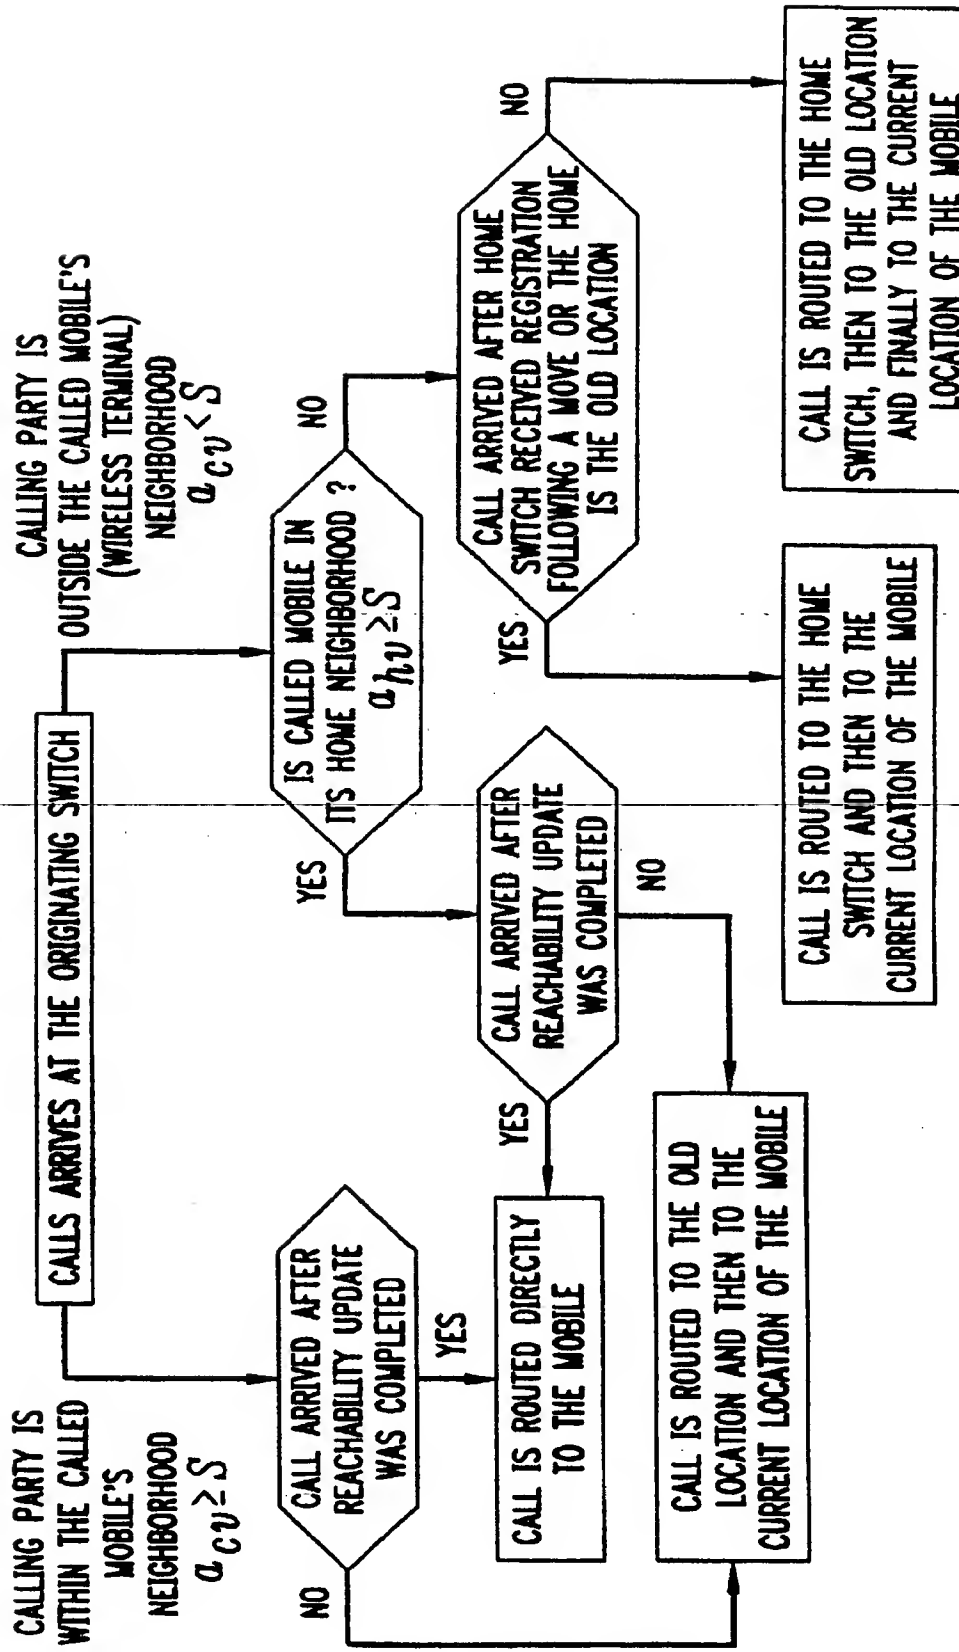 CALLS ARRIVES AT THE ORIGINATING SWITCH
CALLING PARTY IS
WITHIN THE CALLED
MOBILE'S
NEIGHBORHOOD
a_cv ≥ S
CALLING PARTY IS
OUTSIDE THE CALLED MOBILE'S
(WIRELESS TERMINAL)
NEIGHBORHOOD
a_cv < S
CALL ARRIVED AFTER
REACHABILITY UPDATE
WAS COMPLETED
NO
YES
IS CALLED MOBILE IN
ITS HOME NEIGHBORHOOD ?
a_hv ≥ S
YES
NO
CALL ARRIVED AFTER
REACHABILITY UPDATE
WAS COMPLETED
YES
NO
CALL ARRIVED AFTER HOME
SWITCH RECEIVED REGISTRATION
FOLLOWING A MOVE OR THE HOME
IS THE OLD LOCATION
YES
NO
CALL IS ROUTED DIRECTLY
TO THE MOBILE
CALL IS ROUTED TO THE OLD
LOCATION AND THEN TO THE
CURRENT LOCATION OF THE MOBILE
CALL IS ROUTED TO THE HOME
SWITCH AND THEN TO THE
CURRENT LOCATION OF THE MOBILE
CALL IS ROUTED TO THE HOME
SWITCH, THEN TO THE OLD LOCATION
AND FINALLY TO THE CURRENT
LOCATION OF THE MOBILE